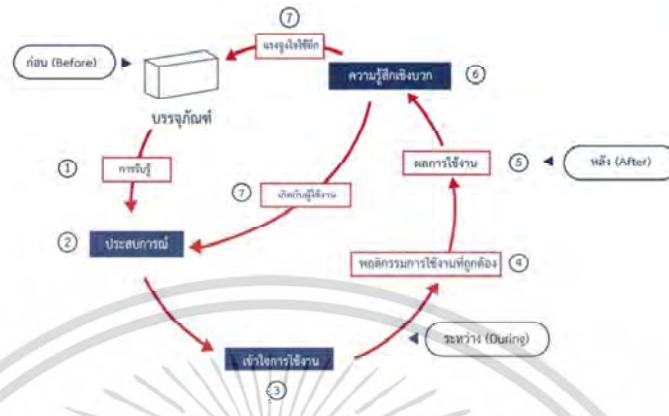 ⑦
แรงจูงใจใช้อีก
ก่อน (Before)
ความรู้สึกเชิงบวก
⑥
บรรจุภัณฑ์
①
การรับรู้
ผลการใช้งาน
⑤
หลัง (After)
⑦
เกิดกับผู้ใช้งาน
②
ประสบการณ์
พฤติกรรมการใช้งานที่ถูกต้อง
④
ระหว่าง (During)
เข้าใจการใช้งาน
③